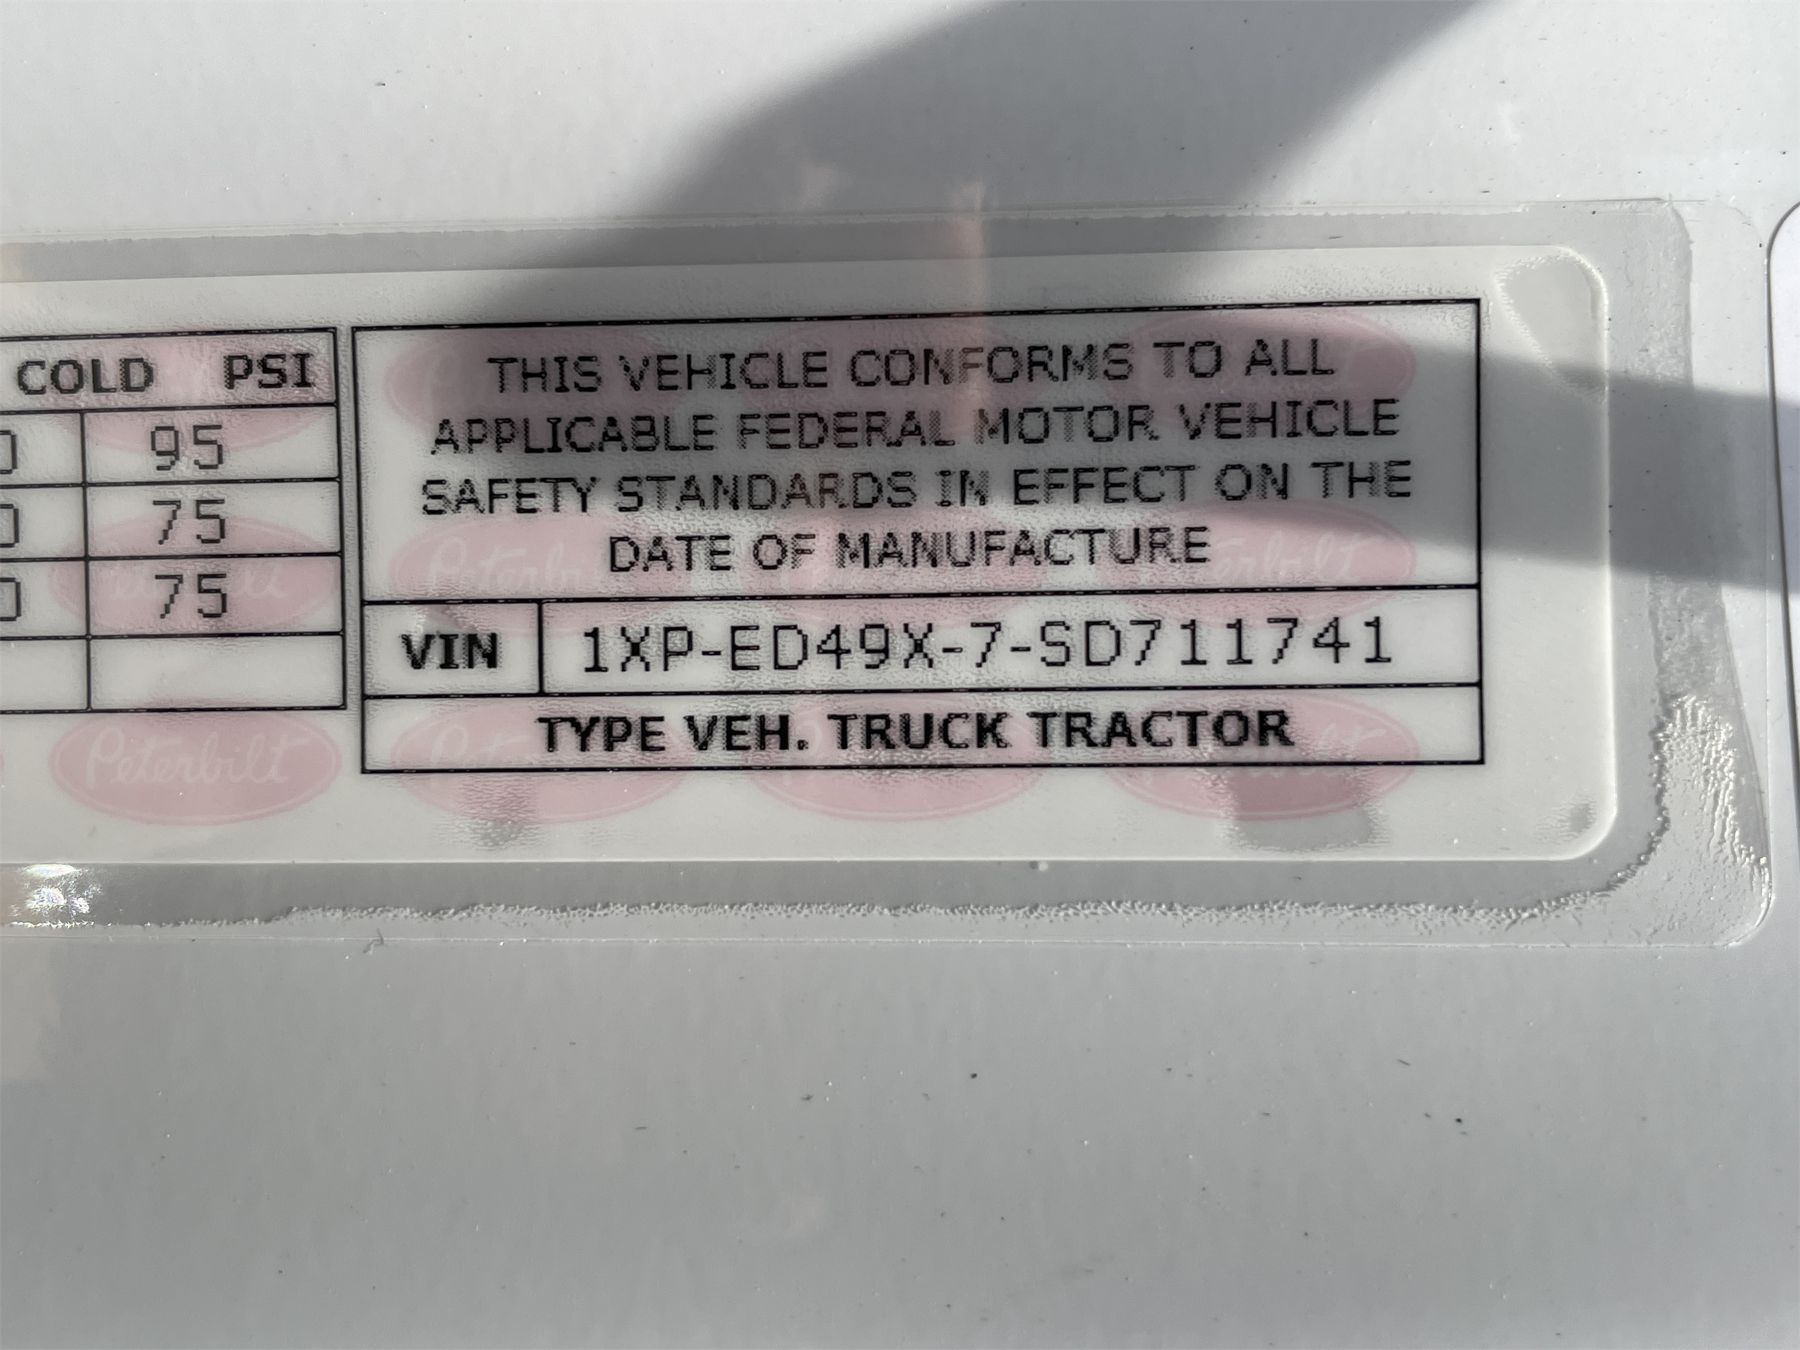 COLD PSI
95
75
75
THIS VEHICLE CONFORMS TO ALL
APPLICABLE FEDERAL MOTOR VEHICLE
SAFETY STANDARDS IN EFFECT ON THE
DATE OF MANUFACTURE
VIN 1XP-ED49X-7-SD711741
TYPE VEH. TRUCK TRACTOR
Peterbilt